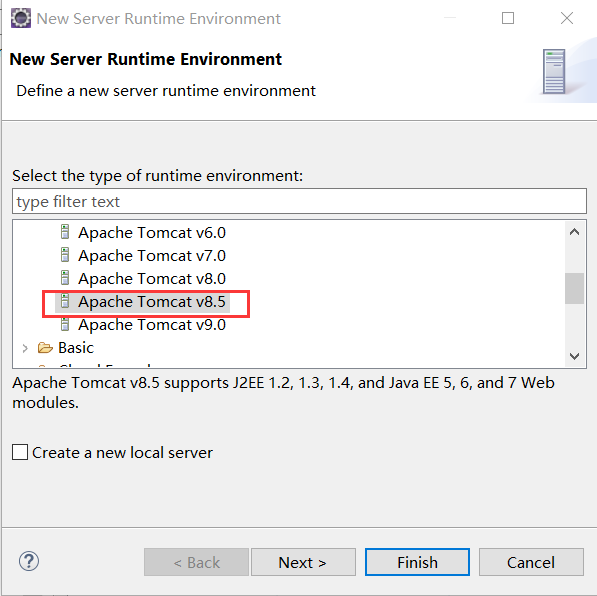 New Server Runtime Environment
New Server Runtime Environment
Define a new server runtime environment
Select the type of runtime environment:
type filter text
Apache Tomcat v6.0
Apache Tomcat v7.0
Apache Tomcat v8.0
Apache Tomcat v8.5
Apache Tomcat v9.0
Basic
Apache Tomcat v8.5 supports J2EE 1.2, 1.3, 1.4, and Java EE 5, 6, and 7 Web
modules.
Create a new local server
?
< Back
Next >
Finish
Cancel